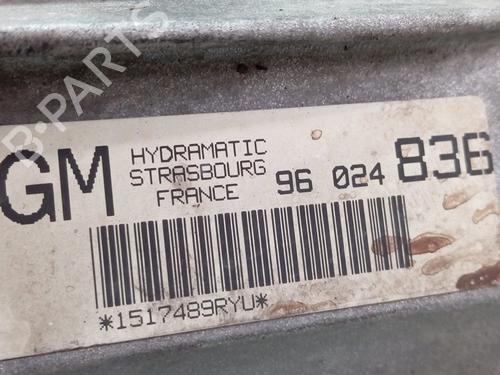 B-PARTS
GM
HYDRAMATIC
STRASBOURG
FRANCE
96 024 836
*1517489RYU*